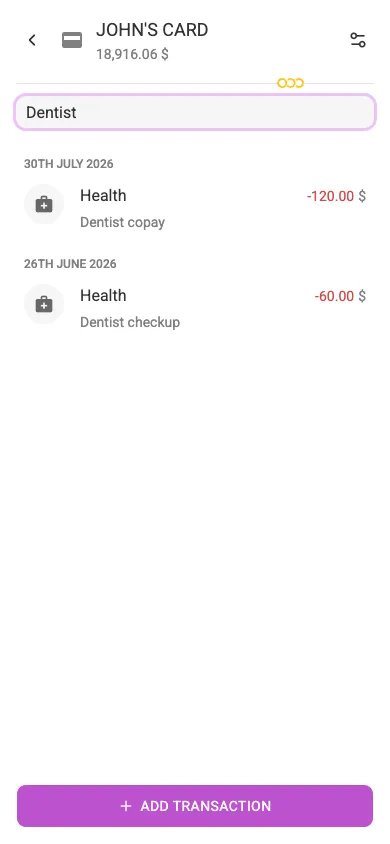 JOHN'S CARD
18,916.06 $
Dentist
30TH JULY 2026
Health -120.00 $
Dentist copay
26TH JUNE 2026
Health -60.00 $
Dentist checkup
+ ADD TRANSACTION